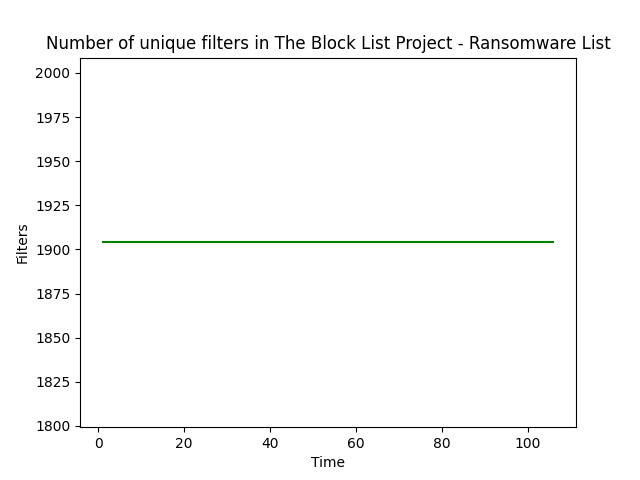 Number of unique filters in The Block List Project - Ransomware List
2000
1975
1950
1925
1900
1875
1850
1825
1800
Filters
0 20 40 60 80 100
Time